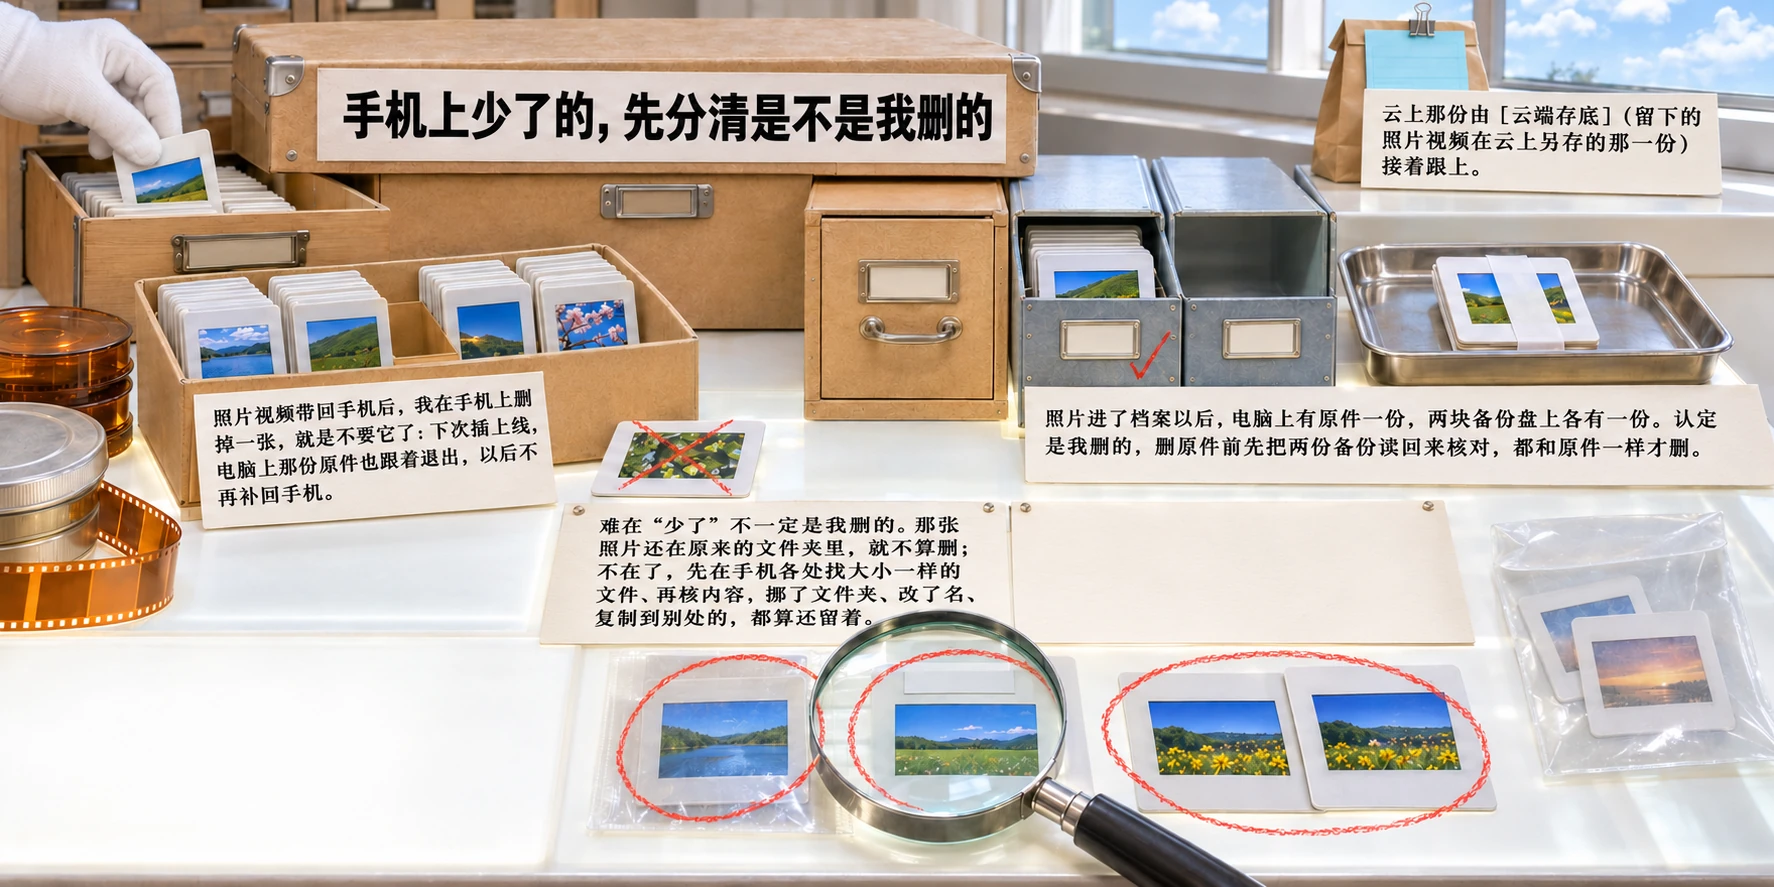 手机上少了的，先分清是不是我删的
云上那份由［云端存底］（留下的
照片视频在云上另存的那一份）
接着跟上。
照片视频带回手机后，我在手机上删
掉一张，就是不要它了：下次插上线，
电脑上那份原件也跟着退出，以后不
再补回手机。
照片进了档案以后，电脑上有原件一份，两块备份盘上各有一份。认定
是我删的，删原件前先把两份备份读回来核对，都和原件一样才删。
难在“少了”不一定是我删的。那张
照片还在原来的文件夹里，就不算删；
不在了，先在手机各处找大小一样的
文件、再核内容，挪了文件夹、改了名、
复制到别处的，都算还留着。